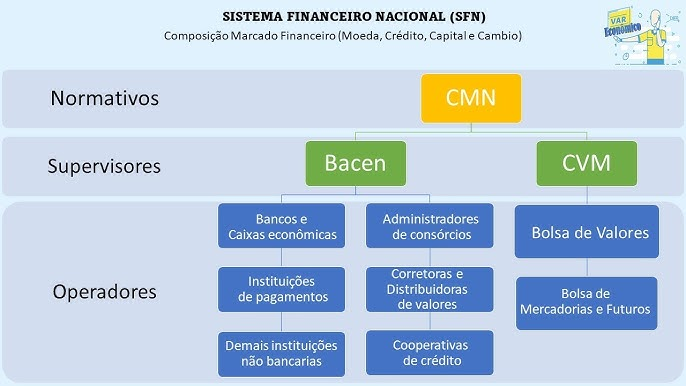 SISTEMA FINANCEIRO NACIONAL (SFN)
Composição Marcado Financeiro (Moeda, Crédito, Capital e Cambio)
VAR
Econômico
Normativos
CMN
Supervisores
Bacen
CVM
Operadores
Bancos e
Caixas econômicas
Administradores
de consórcios
Bolsa de Valores
Instituições
de pagamentos
Corretoras e
Distribuidoras
de valores
Bolsa de
Mercadorias e Futuros
Demais instituições
não bancarias
Cooperativas
de crédito